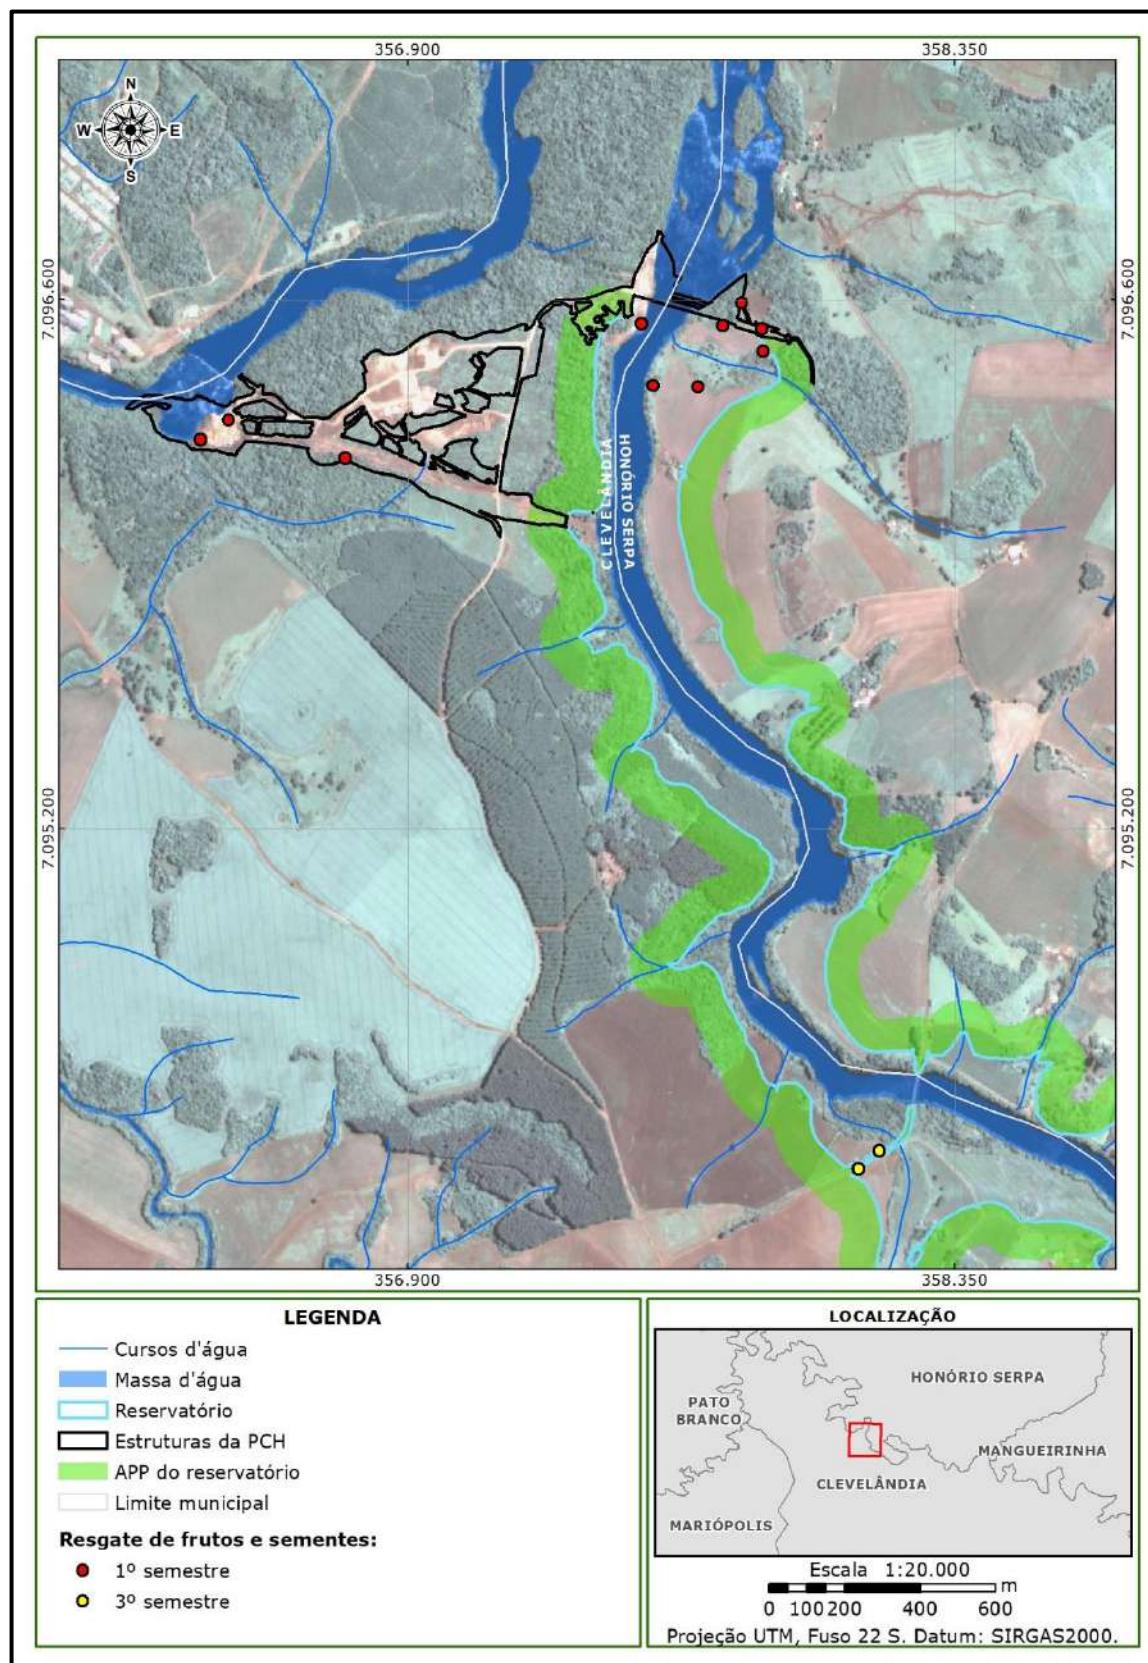 356.900
358.350
N
W
E
S
7.096.600
7.096.600
CLEVELÂNDIA
HONÓRIO SERPA
7.095.200
7.095.200
356.900
358.350
LEGENDA
Cursos d'água
Massa d'água
Reservatório
Estruturas da PCH
APP do reservatório
Limite municipal
Resgate de frutos e sementes:
1º semestre
3º semestre
LOCALIZAÇÃO
HONÓRIO SERPA
PATO
BRANCO
MANGUEIRINHA
CLEVELÂNDIA
MARIÓPOLIS
Escala 1:20.000
m
0 100 200 400 600
Projeção UTM, Fuso 22 S. Datum: SIRGAS2000.